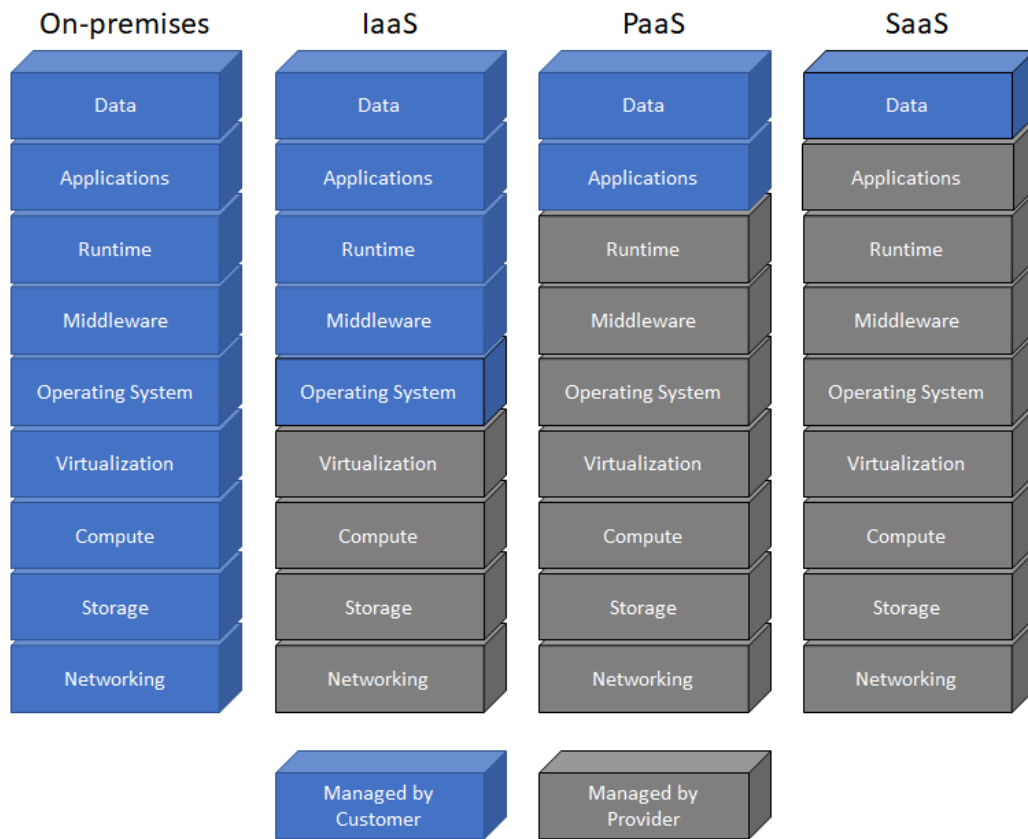 On-premises
IaaS
PaaS
SaaS
Data
Data
Data
Data
Applications
Applications
Applications
Applications
Runtime
Runtime
Runtime
Runtime
Middleware
Middleware
Middleware
Middleware
Operating System
Operating System
Operating System
Operating System
Virtualization
Virtualization
Virtualization
Virtualization
Compute
Compute
Compute
Compute
Storage
Storage
Storage
Storage
Networking
Networking
Networking
Networking
Managed by
Customer
Managed by
Provider